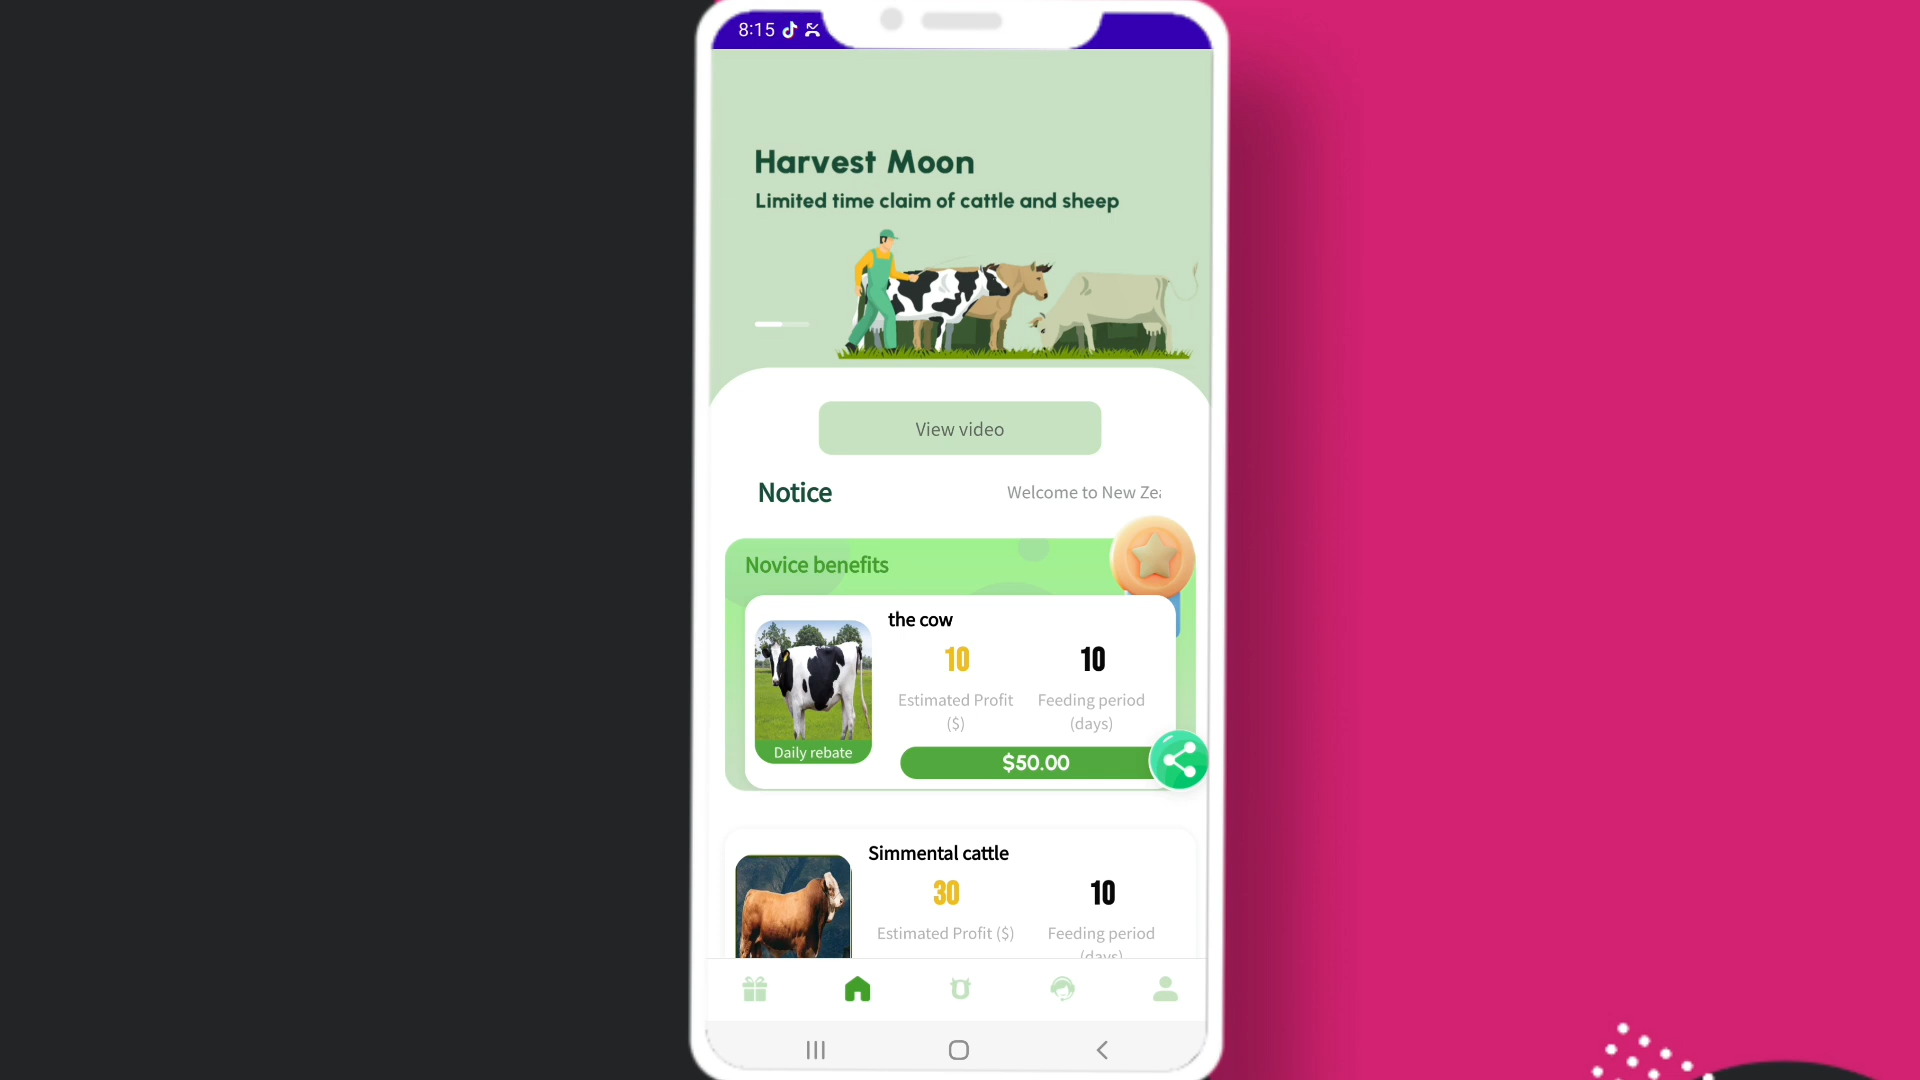 8:15
Harvest Moon
Limited time claim of cattle and sheep
View video
Notice
Welcome to New Zea
Novice benefits
the cow
10
10
Estimated Profit
($)
Feeding period
(days)
Daily rebate
$50.00
Simmental cattle
30
10
Estimated Profit ($)
Feeding period
(days)